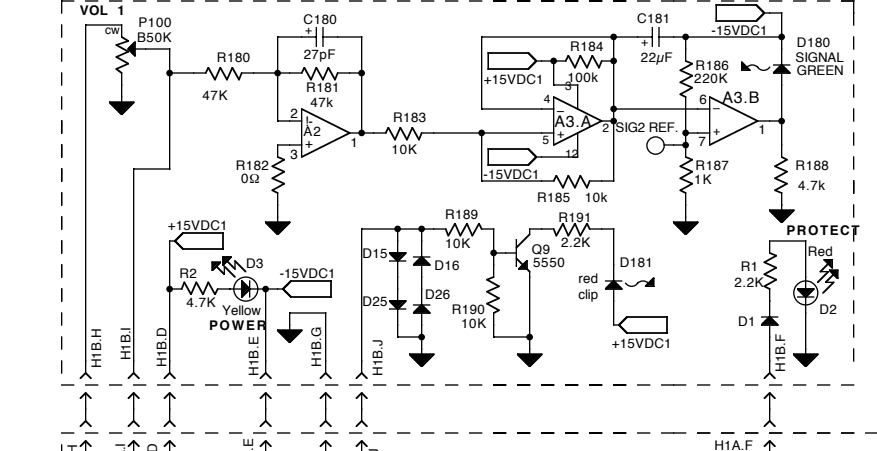 VOL 1
cw
P100
B50K
R180
47K
C180
+
27pF
R181
47k
2
-
A2
+
3
1
R182
0Ω
R183
10K
+15VDC1
R184
100k
3
4
-
A3.A
5
+
2
12
-15VDC1
R185 10k
C181
+
22µF
-15VDC1
D180
SIGNAL
GREEN
R186
220K
6
-
A3.B
+
7
1
SIG2 REF.
R187
1K
R188
4.7k
+15VDC1
R2
4.7K
D3
Yellow
POWER
-15VDC1
D15
D16
D25
D26
R189
10K
R190
10K
Q9
5550
R191
2.2K
D181
red
clip
+15VDC1
PROTECT
Red
R1
2.2K
D1
D2
H1B.H
H1B.I
H1B.D
H1B.E
H1B.G
H1B.J
H1B.F
H
.I
D
.E
H1A.F